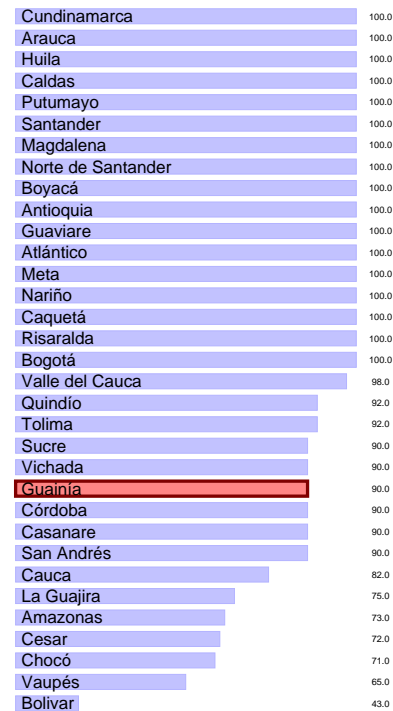 Cundinamarca 100.0
Arauca 100.0
Huila 100.0
Caldas 100.0
Putumayo 100.0
Santander 100.0
Magdalena 100.0
Norte de Santander 100.0
Boyacá 100.0
Antioquia 100.0
Guaviare 100.0
Atlántico 100.0
Meta 100.0
Nariño 100.0
Caquetá 100.0
Risaralda 100.0
Bogotá 100.0
Valle del Cauca 98.0
Quindío 92.0
Tolima 92.0
Sucre 90.0
Vichada 90.0
Guainía 90.0
Córdoba 90.0
Casanare 90.0
San Andrés 90.0
Cauca 82.0
La Guajira 75.0
Amazonas 73.0
Cesar 72.0
Chocó 71.0
Vaupés 65.0
Bolivar 43.0